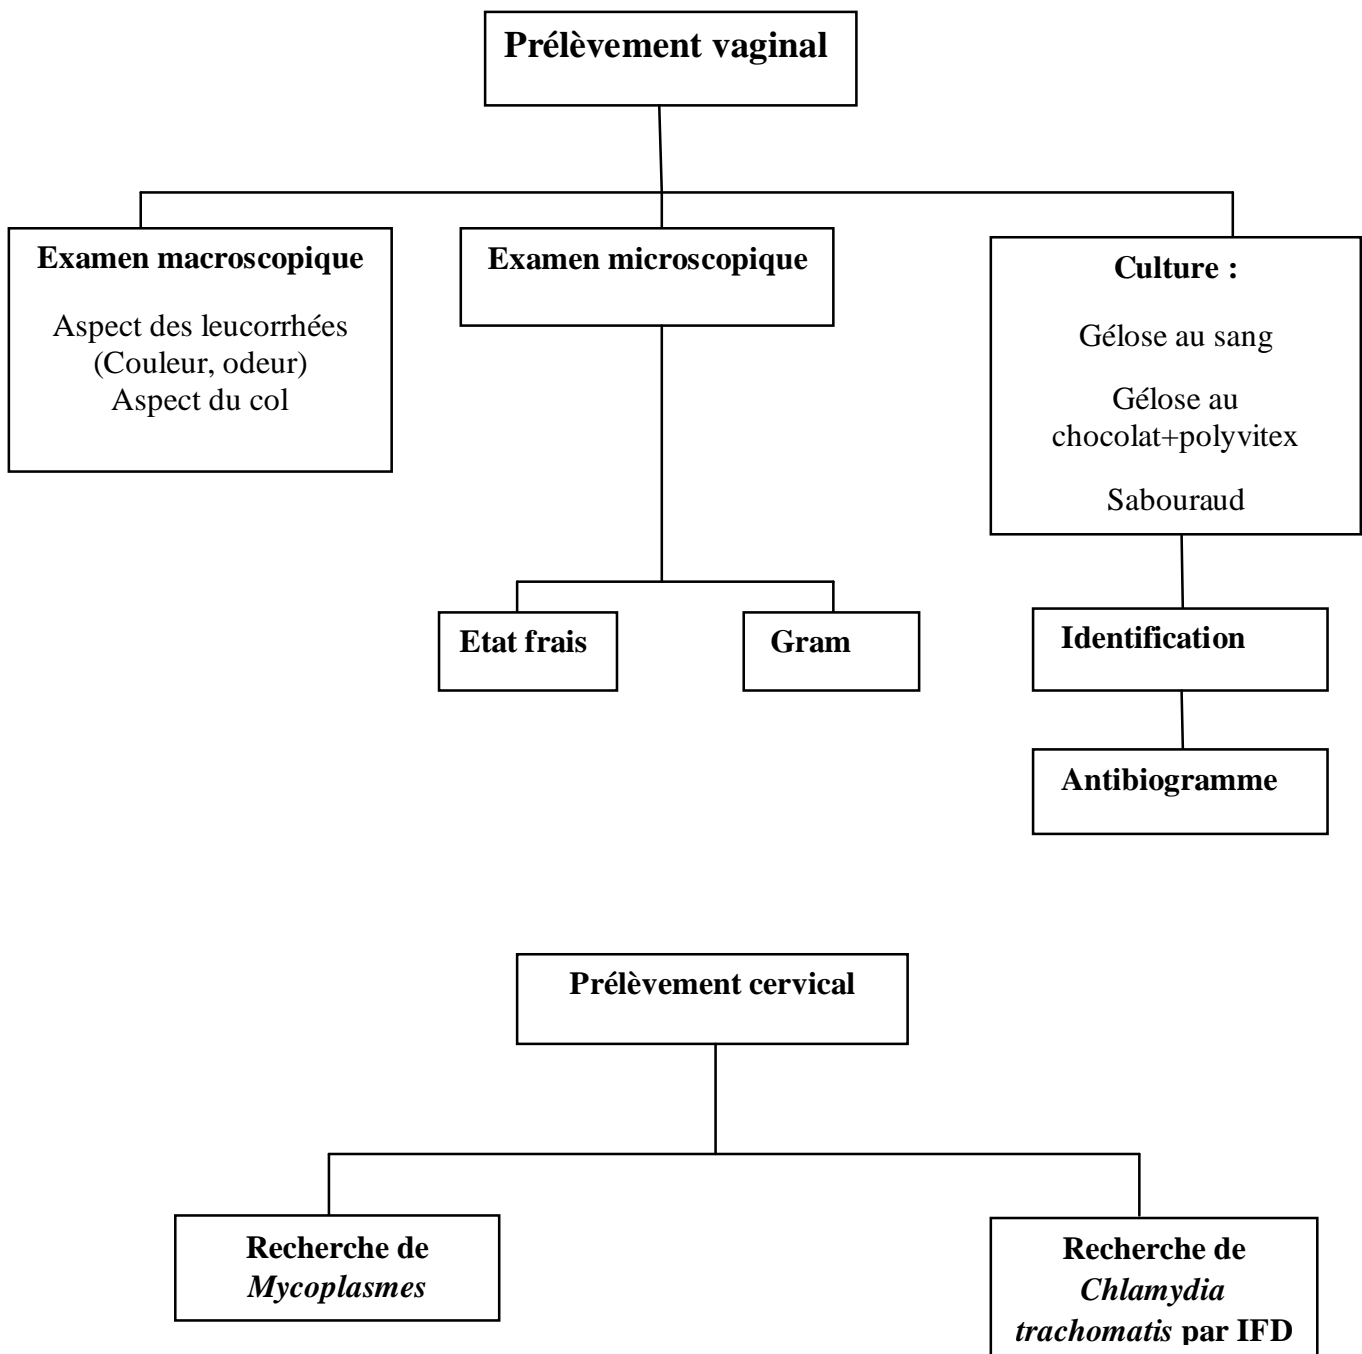 Prélèvement vaginal
Examen macroscopique
Aspect des leucorrhées
(Couleur, odeur)
Aspect du col
Examen microscopique
Culture :
Gélose au sang
Gélose au
chocolat+polyvitex
Sabouraud
Etat frais
Gram
Identification
Antibiogramme
Prélèvement cervical
Recherche de
Mycoplasmes
Recherche de
Chlamydia
trachomatis par IFD